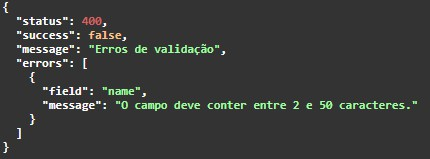 {
  "status": 400,
  "success": false,
  "message": "Erros de validação",
  "errors": [
    {
      "field": "name",
      "message": "O campo deve conter entre 2 e 50 caracteres."
    }
  ]
}